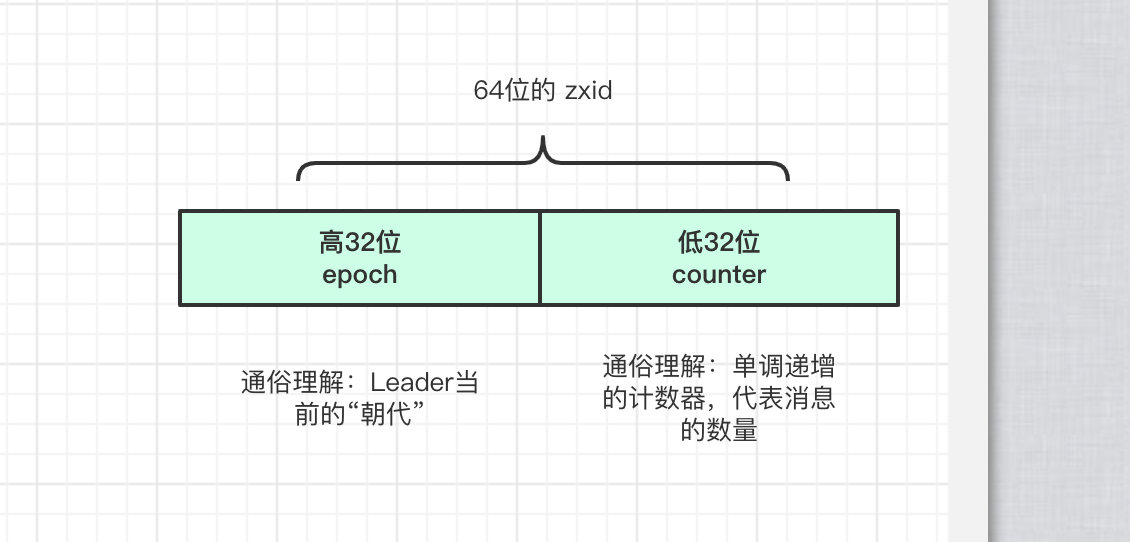 64位的 zxid
高32位
epoch
低32位
counter
通俗理解：Leader当
前的“朝代”
通俗理解：单调递增
的计数器，代表消息
的数量